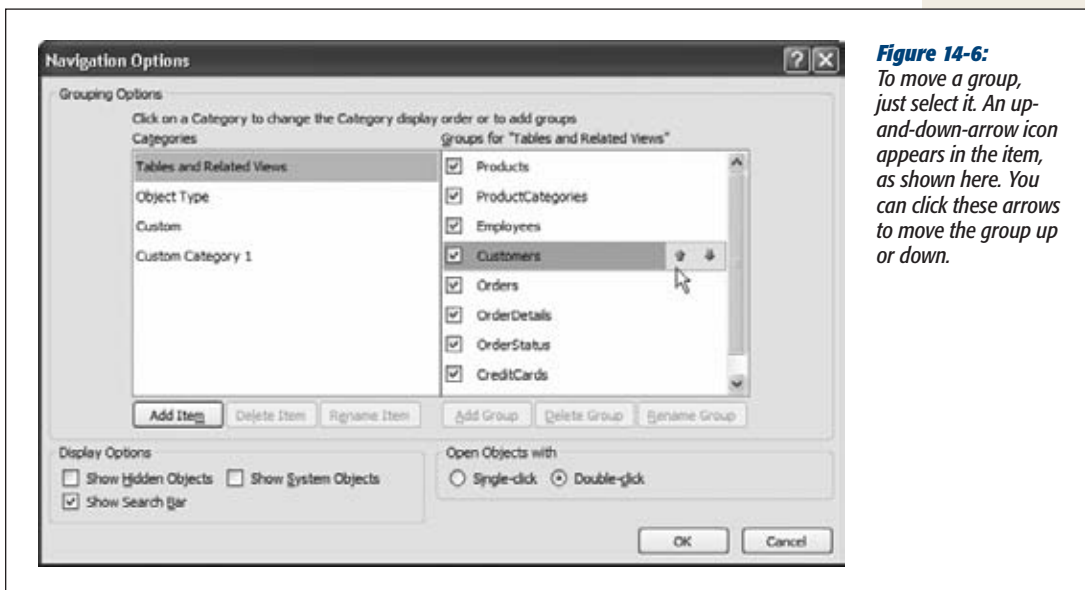 Navigation Options
Grouping Options
Click on a Category to change the Category display order or to add groups
Categories
Groups for "Tables and Related Views"
Tables and Related Views
Object Type
Custom
Custom Category 1
Products
ProductCategories
Employees
Customers
Orders
OrderDetails
OrderStatus
CreditCards
Add Item
Delete Item
Rename Item
Add Group
Delete Group
Rename Group
Display Options
Show Hidden Objects
Show System Objects
Show Search Bar
Open Objects with
Single-click
Double-click
OK
Cancel
Figure 14-6:
To move a group,
just select it. An up-
and-down-arrow icon
appears in the item,
as shown here. You
can click these arrows
to move the group up
or down.